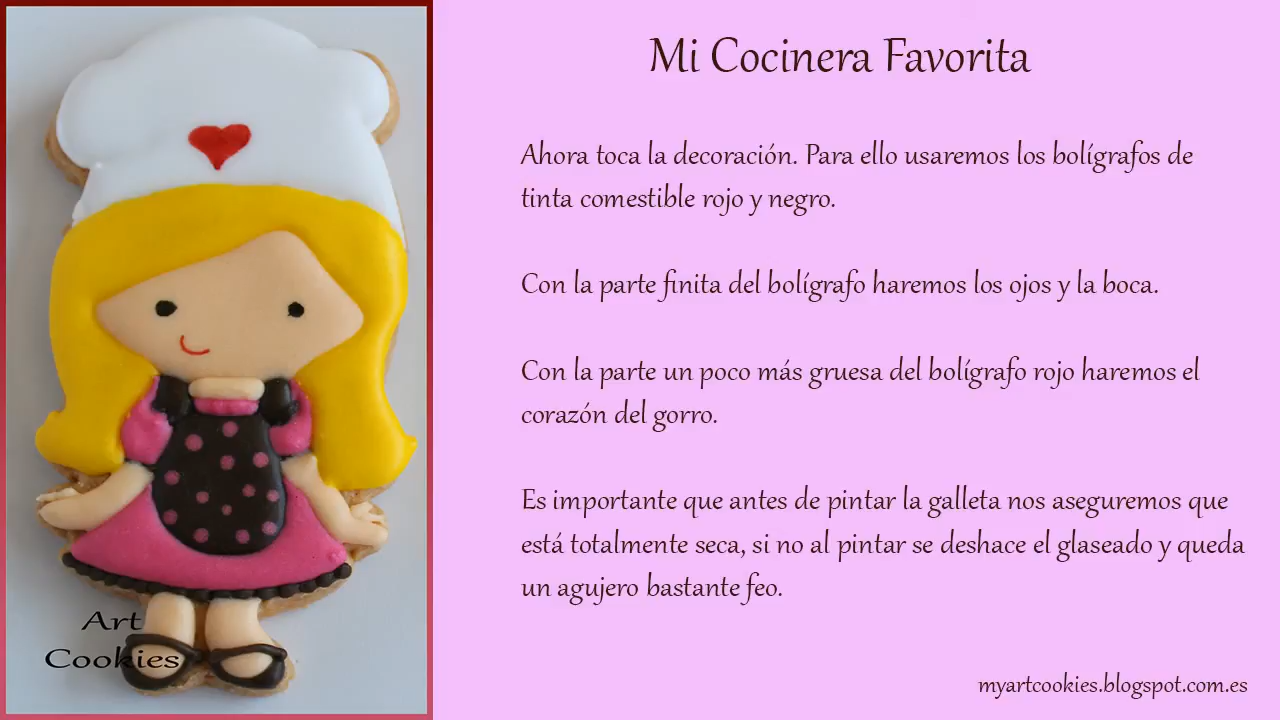 Mi Cocinera Favorita
Ahora toca la decoración. Para ello usaremos los bolígrafos de
tinta comestible rojo y negro.
Con la parte finita del bolígrafo haremos los ojos y la boca.
Con la parte un poco más gruesa del bolígrafo rojo haremos el
corazón del gorro.
Es importante que antes de pintar la galleta nos aseguremos que
está totalmente seca, si no al pintar se deshace el glaseado y queda
un agujero bastante feo.
Art
Cookies
myartcookies.blogspot.com.es